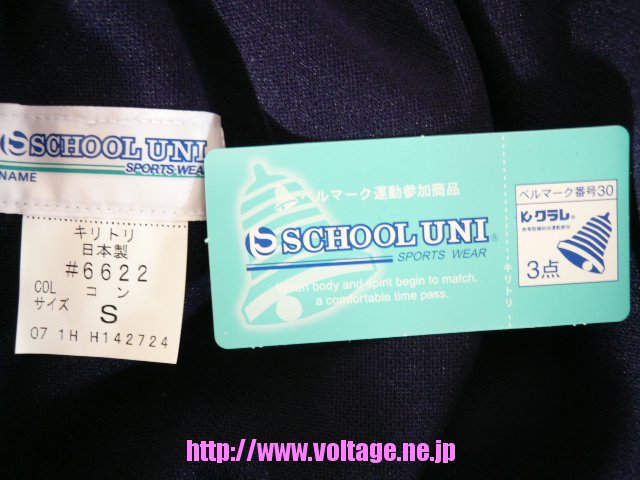 SCHOOL UNI
SPORTS WEA
NAME
キリトリ
日本製
#6622
COL コン
サイズ S
07 1H H142724
ベルマーク運動参加商品
SCHOOL UNI®
SPORTS WEAR
When body and spirit begin to match.
a comfortable time pass.
キリトリ
ベルマーク番号30
クラレ
3点
http://www.voltage.ne.jp